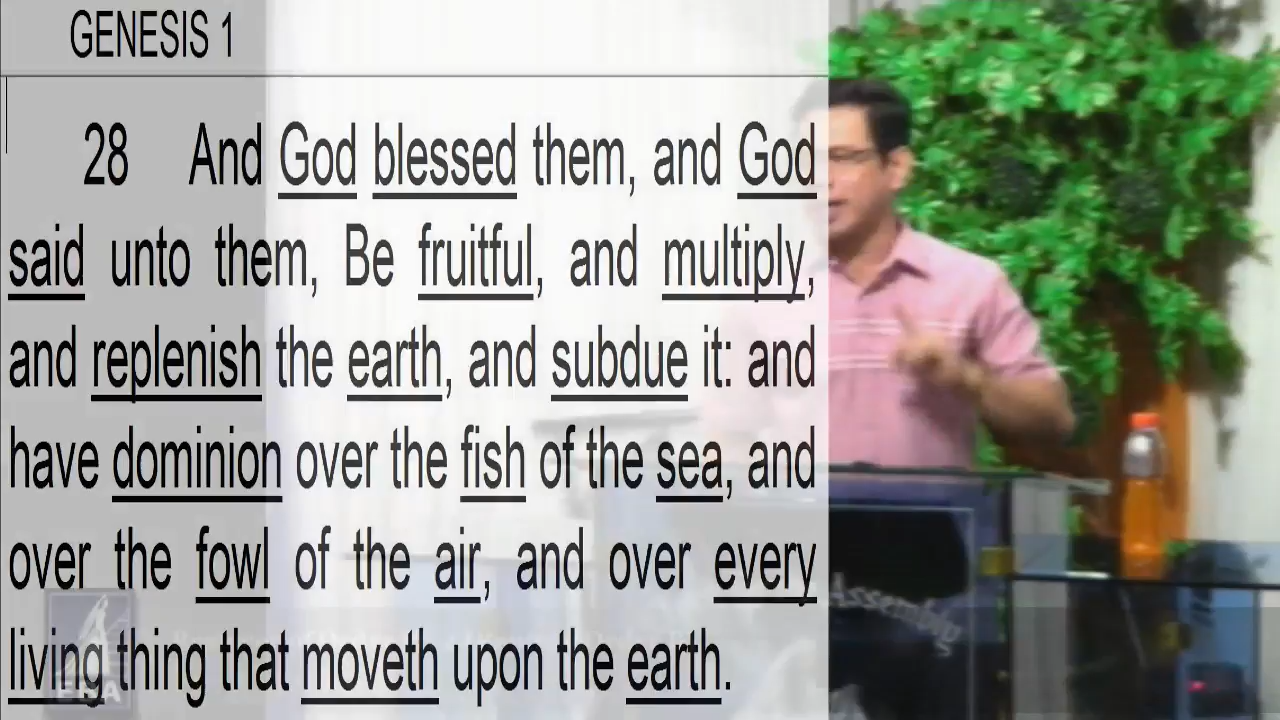 GENESIS 1
28 And God blessed them, and God
said unto them, Be fruitful, and multiply,
and replenish the earth, and subdue it: and
have dominion over the fish of the sea, and
over the fowl of the air, and over every
living thing that moveth upon the earth.
Assembly